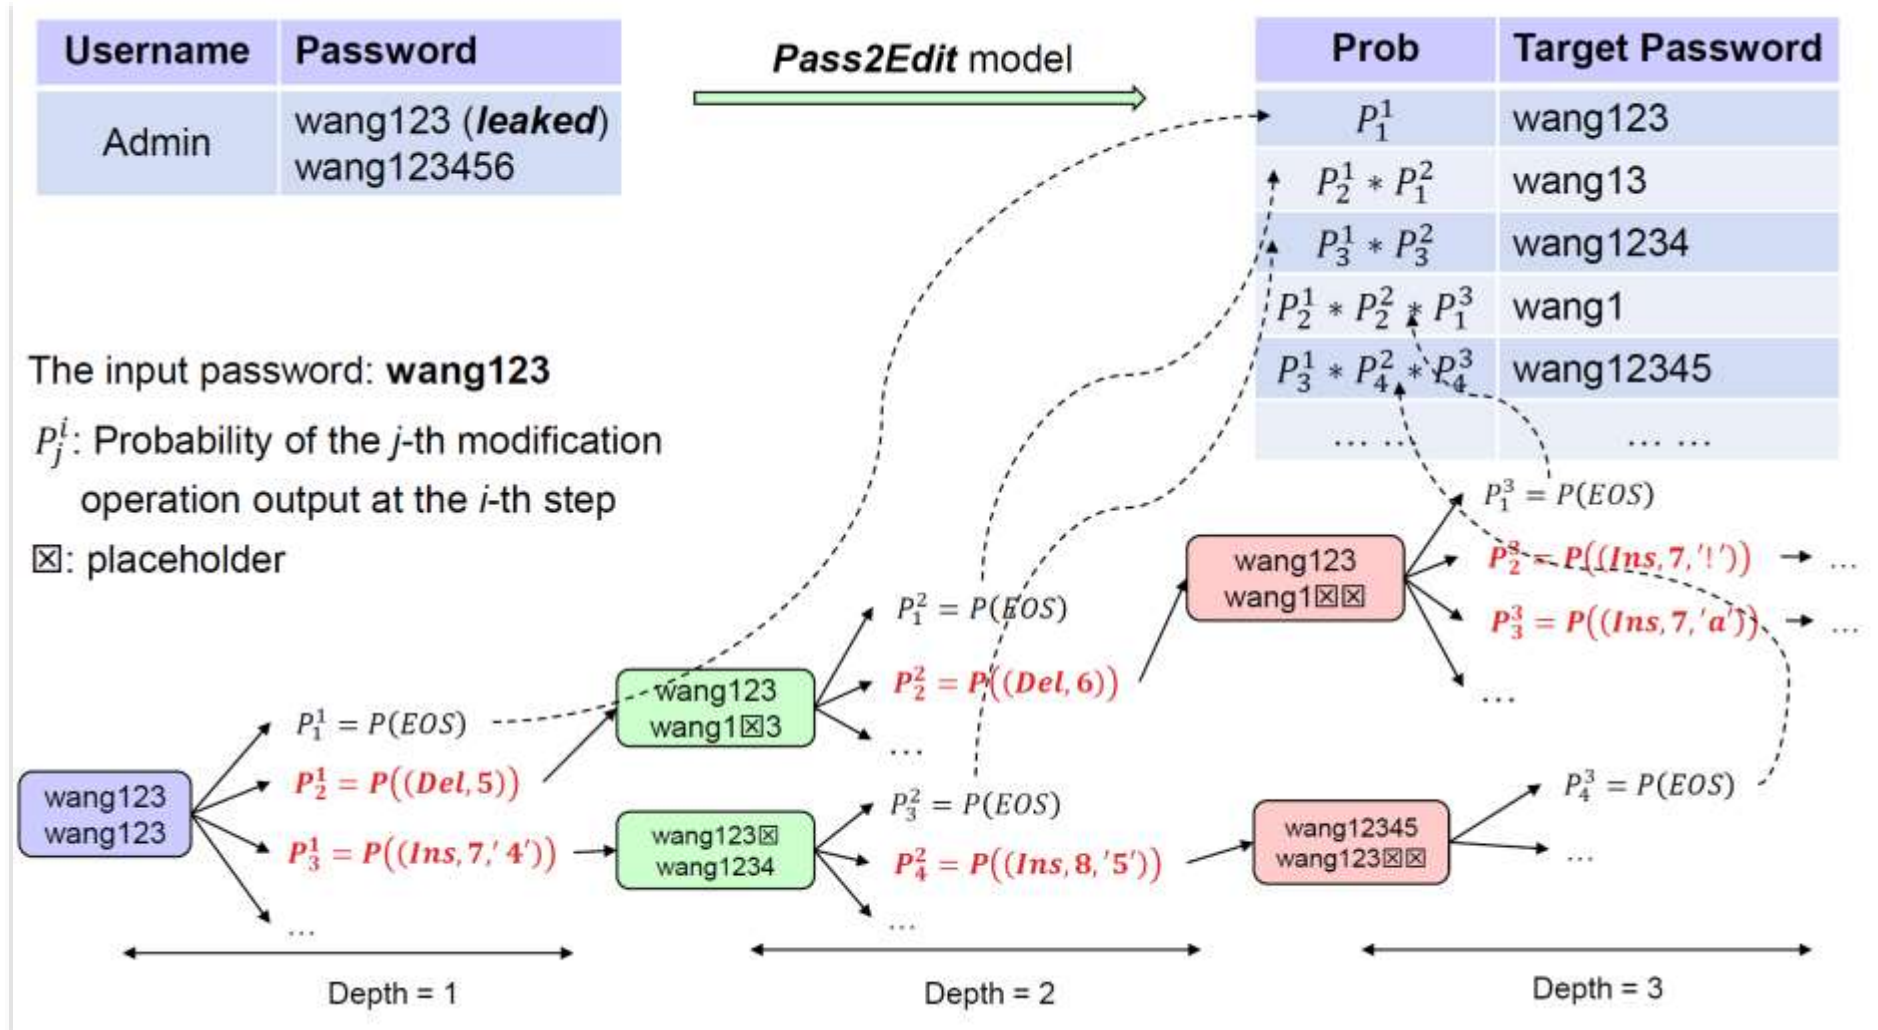 Username Password
Admin
wang123 (leaked)
wang123456
Pass2Edit model
Prob Target Password
P_1^1 wang123
P_2^1 * P_1^2 wang13
P_3^1 * P_3^2 wang1234
P_2^1 * P_2^2 * P_1^3 wang1
P_3^1 * P_4^2 * P_4^3 wang12345
... ... ... ...
The input password: wang123
P_j^i: Probability of the j-th modification
operation output at the i-th step
☒: placeholder
wang123
wang123
P_1^1 = P(EOS)
P_2^1 = P((Del, 5))
P_3^1 = P((Ins, 7,' 4'))
...
Depth = 1
wang123
wang1☒3
P_1^2 = P(EOS)
P_2^2 = P((Del, 6))
...
wang123☒
wang1234
P_3^2 = P(EOS)
P_4^2 = P((Ins, 8,'5'))
...
Depth = 2
wang123
wang1☒☒
P_1^3 = P(EOS)
P_2^3 = P((Ins, 7,'!')) ...
P_3^3 = P((Ins, 7,'a')) ...
...
wang12345
wang123☒☒
P_4^3 = P(EOS)
...
Depth = 3